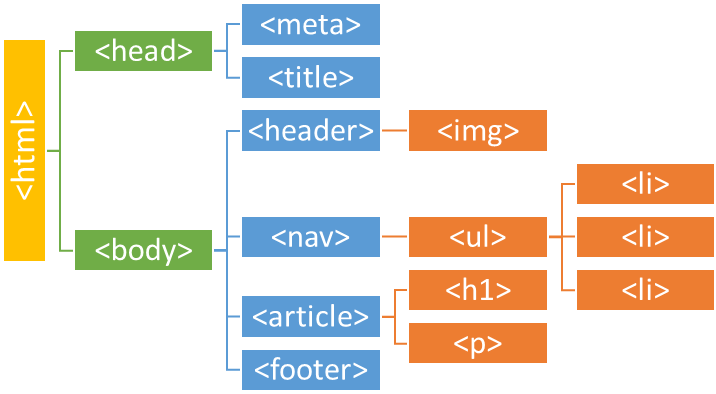 <html>
<head>
<meta>
<title>
<body>
<header>
<img>
<nav>
<ul>
<li>
<li>
<li>
<article>
<h1>
<p>
<footer>